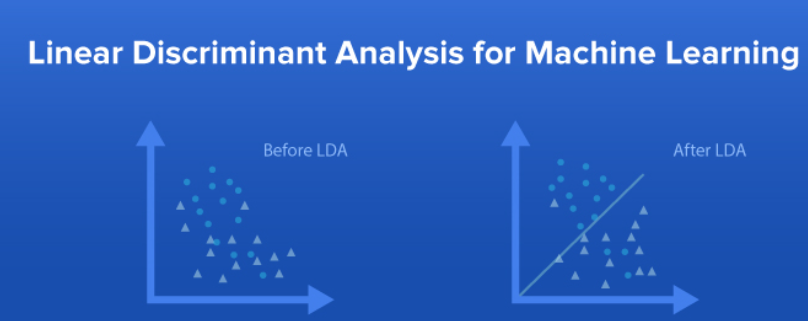 Linear Discriminant Analysis for Machine Learning
Before LDA
After LDA